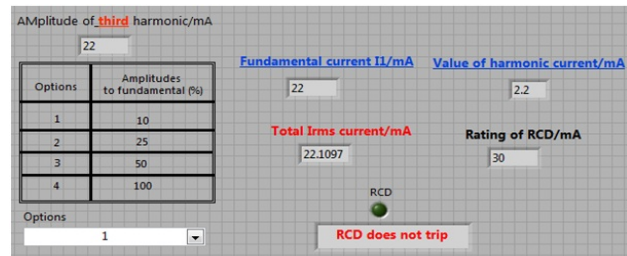 AMplitude of third harmonic/mA
22
Options Amplitudes to fundamental (%)
1 10
2 25
3 50
4 100
Options
1
Fundamental current I1/mA
22
Value of harmonic current/mA
2.2
Total Irms current/mA
22.1097
Rating of RCD/mA
30
RCD
RCD does not trip